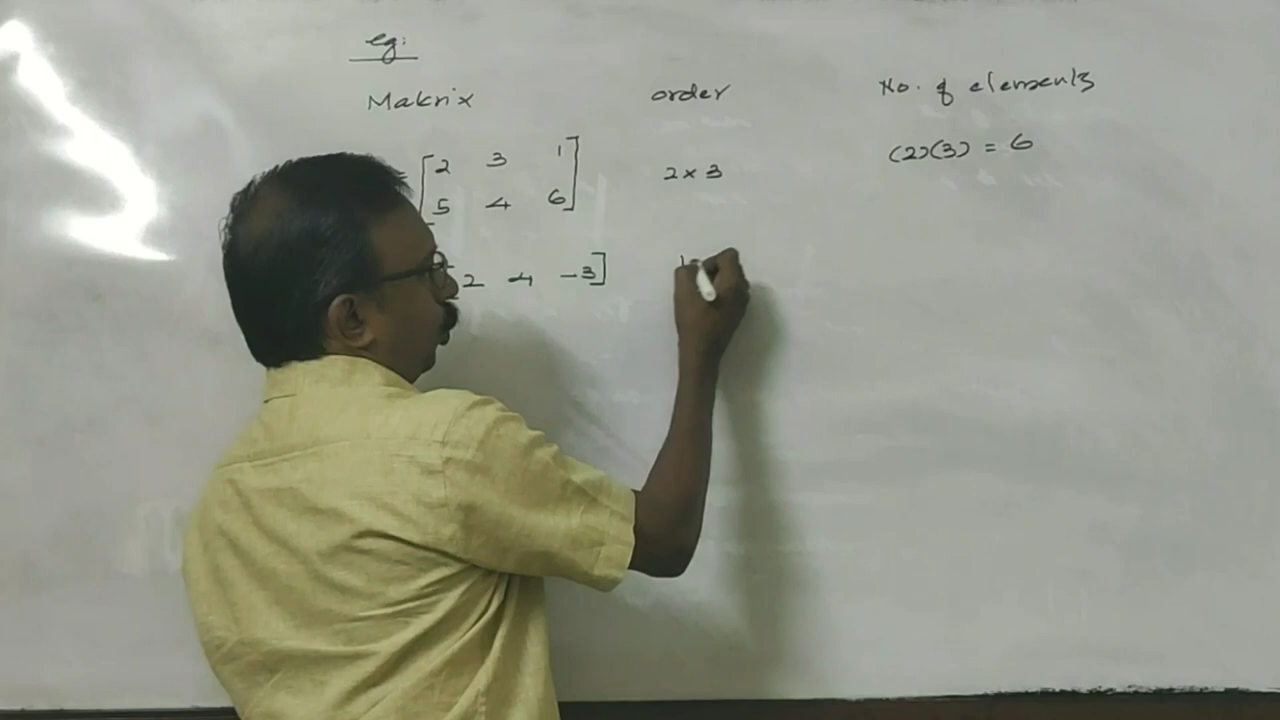 eg:
Matrix order No. of elements
[2 3 1 2 × 3 (2)(3) = 6
5 4 6]
2 4 -3] 1